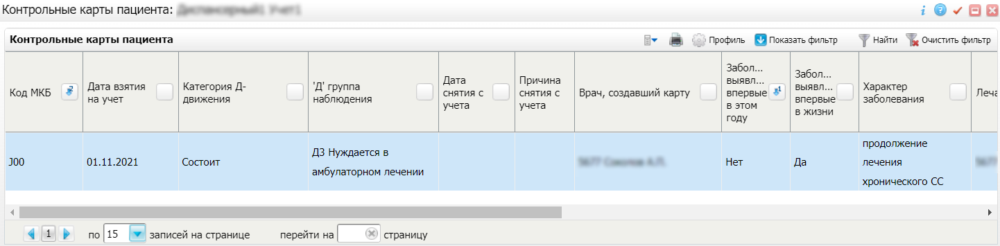 Контрольные карты пациента:
Контрольные карты пациента
Профиль
Показать фильтр
Найти
Очистить фильтр
Код МКБ
2
Дата взятия
на учет
Категория Д-
движения
'Д' группа
наблюдения
Дата
снятия с
учета
Причина
снятия с
учета
Врач, создавший карту
Забол...
выявл...
впервые
в этом
году
1
Забол...
выявл...
впервые
в жизни
Характер
заболевания
Леча
J00
01.11.2021
Состоит
Д3 Нуждается в
амбулаторном лечении
Нет
Да
продолжение
лечения
хронического СС
1
по 15 записей на странице
перейти на страницу